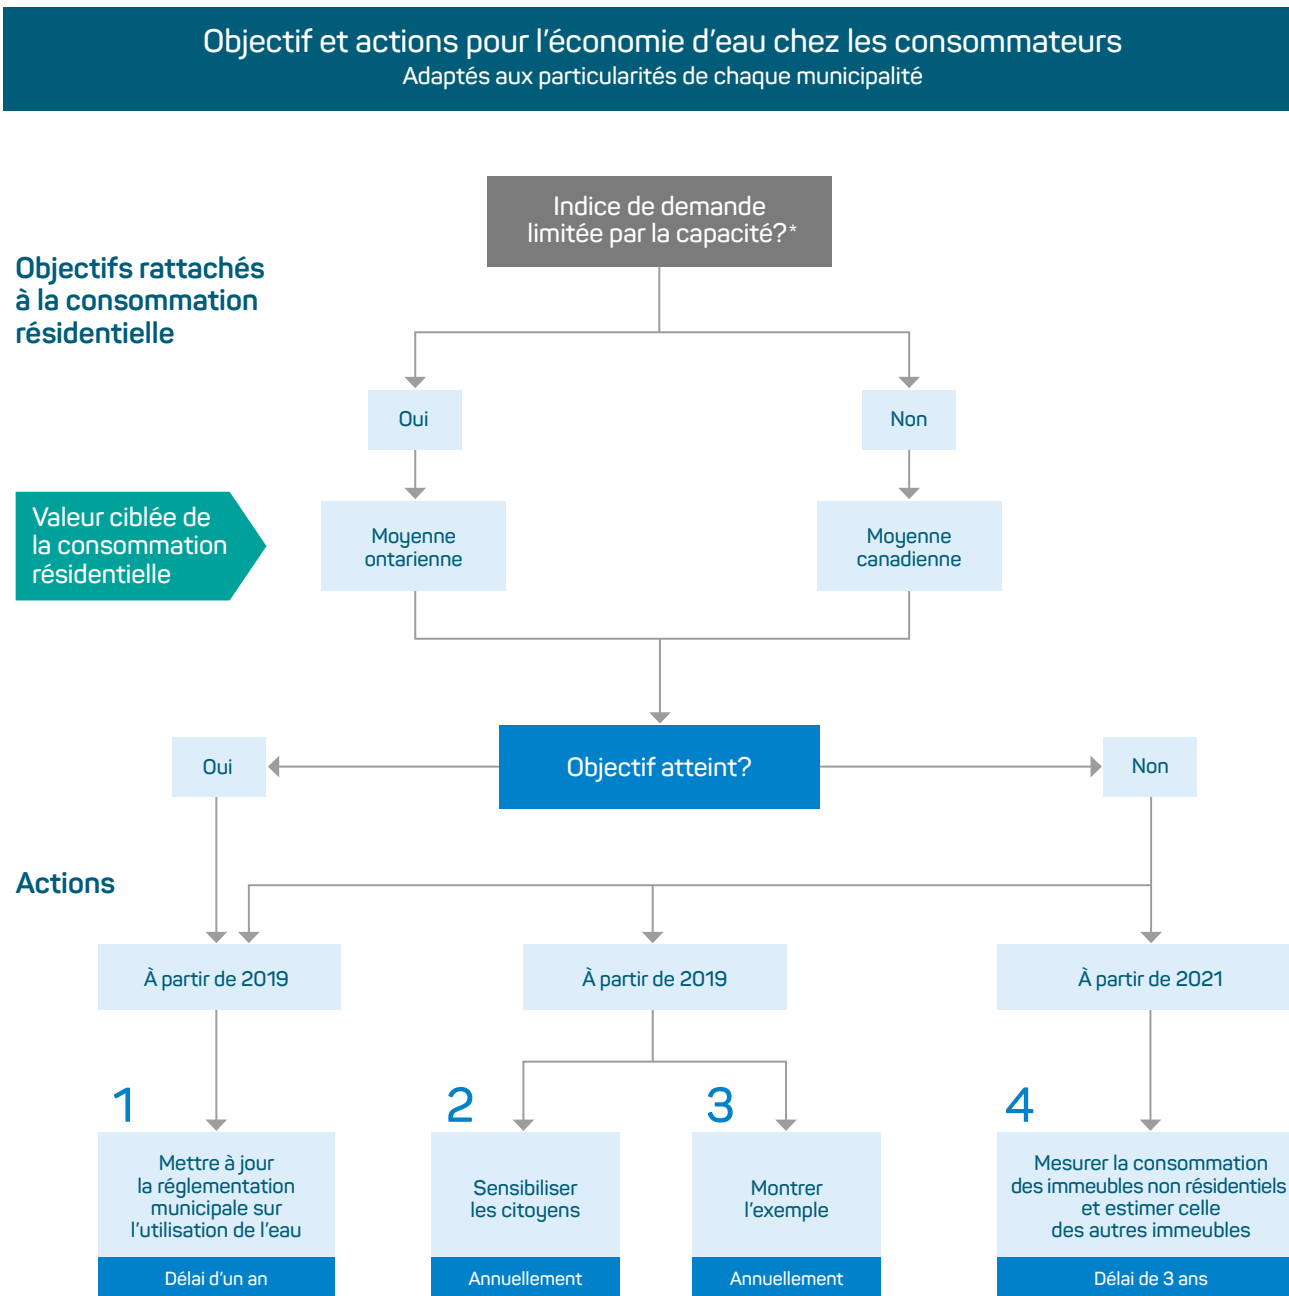 Objectif et actions pour l'économie d'eau chez les consommateurs
Adaptés aux particularités de chaque municipalité
Indice de demande
limitée par la capacité?*
Objectifs rattachés
à la consommation
résidentielle
Oui
Non
Valeur ciblée de
la consommation
résidentielle
Moyenne
ontarienne
Moyenne
canadienne
Oui
Objectif atteint?
Non
Actions
À partir de 2019
À partir de 2019
À partir de 2021
1
Mettre à jour
la réglementation
municipale sur
l'utilisation de l'eau
Délai d'un an
2
Sensibiliser
les citoyens
Annuellement
3
Montrer
l'exemple
Annuellement
4
Mesurer la consommation
des immeubles non résidentiels
et estimer celle
des autres immeubles
Délai de 3 ans